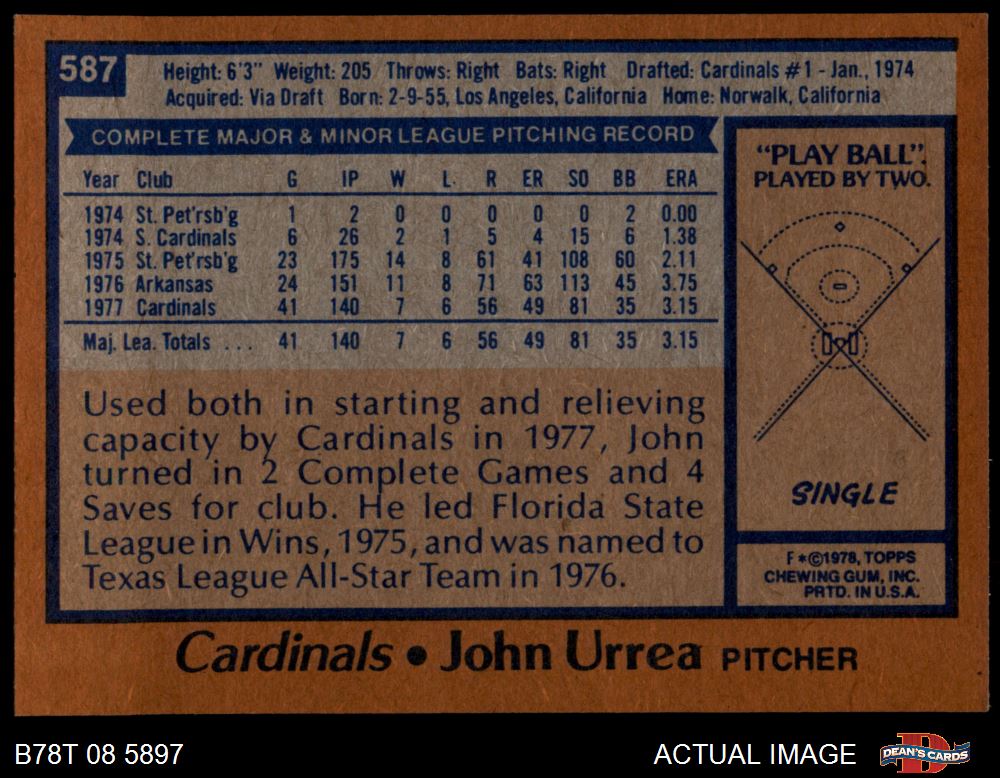 587
Height: 6'3" Weight: 205 Throws: Right Bats: Right Drafted: Cardinals #1 - Jan., 1974
Acquired: Via Draft Born: 2-9-55, Los Angeles, California Home: Norwalk, California
COMPLETE MAJOR & MINOR LEAGUE PITCHING RECORD
Year Club G IP W L R ER SO BB ERA
1974 St. Pet'rsb'g 1 2 0 0 0 0 0 2 0.00
1974 S. Cardinals 6 26 2 1 5 4 15 6 1.38
1975 St. Pet'rsb'g 23 175 14 8 61 41 108 60 2.11
1976 Arkansas 24 151 11 8 71 63 113 45 3.75
1977 Cardinals 41 140 7 6 56 49 81 35 3.15
Maj. Lea. Totals ... 41 140 7 6 56 49 81 35 3.15
Used both in starting and relieving
capacity by Cardinals in 1977, John
turned in 2 Complete Games and 4
Saves for club. He led Florida State
League in Wins, 1975, and was named to
Texas League All-Star Team in 1976.
"PLAY BALL".
PLAYED BY TWO.
SINGLE
F*©1978, TOPPS
CHEWING GUM, INC.
PRTD. IN U.S.A.
Cardinals • John Urrea PITCHER
B78T 08 5897
ACTUAL IMAGE
D
DEAN'S CARDS